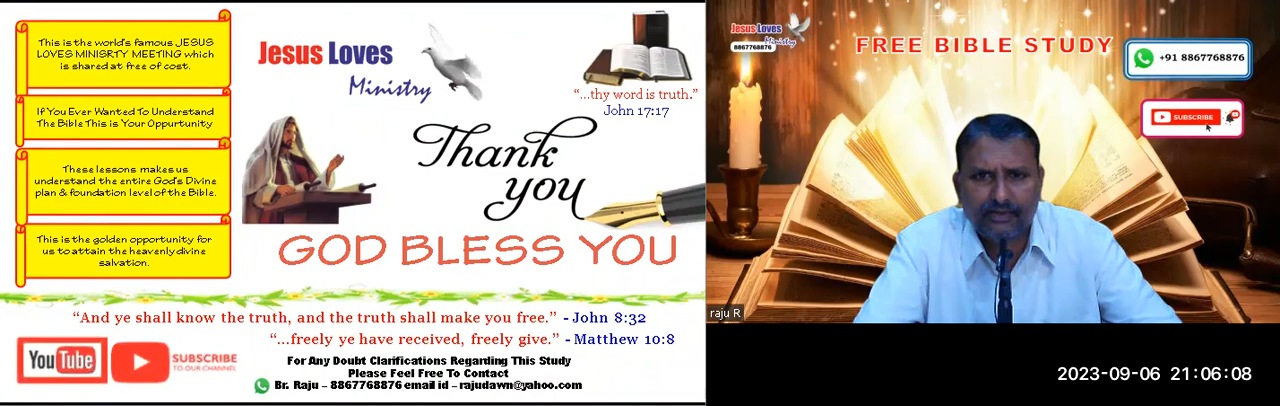 This is the world's famous JESUS
LOVES MINISRTY MEETING which
is shared at free of cost.
If You Ever Wanted To Understand
The Bible This is Your Oppurtunity
These lessons makes us
understand the entire God's Divine
plan & foundation level of the Bible.
This is the golden opportunity for
us to attain the heavenly divine
salvation.
Jesus Loves
Ministry
"...thy word is truth."
John 17:17
Thank
you
GOD BLESS YOU
"And ye shall know the truth, and the truth shall make you free." - John 8:32
"...freely ye have received, freely give." - Matthew 10:8
YouTube
SUBSCRIBE
TO OUR CHANNEL
For Any Doubt Clarifications Regarding This Study
Please Feel Free To Contact
Br. Raju – 8867768876 email id – rajudawn@yahoo.com
Jesus Loves
Ministry
8867768876
FREE BIBLE STUDY
+91 8867768876
SUBSCRIBE
raju R
2023-09-06 21:06:08